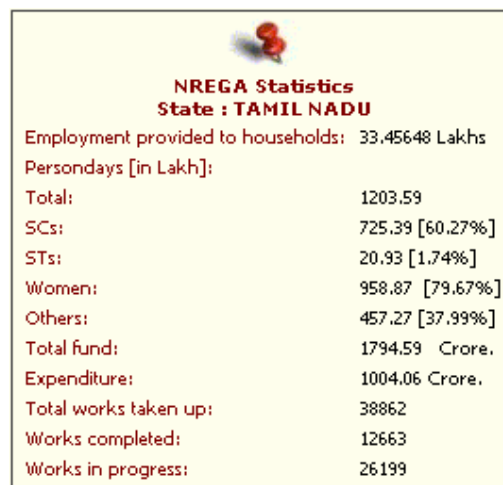 NREGA Statistics
State : TAMIL NADU
Employment provided to households: 33.45648 Lakhs
Persondays [in Lakh]:
Total: 1203.59
SCs: 725.39 [60.27%]
STs: 20.93 [1.74%]
Women: 958.87 [79.67%]
Others: 457.27 [37.99%]
Total fund: 1794.59 Crore.
Expenditure: 1004.06 Crore.
Total works taken up: 38862
Works completed: 12663
Works in progress: 26199